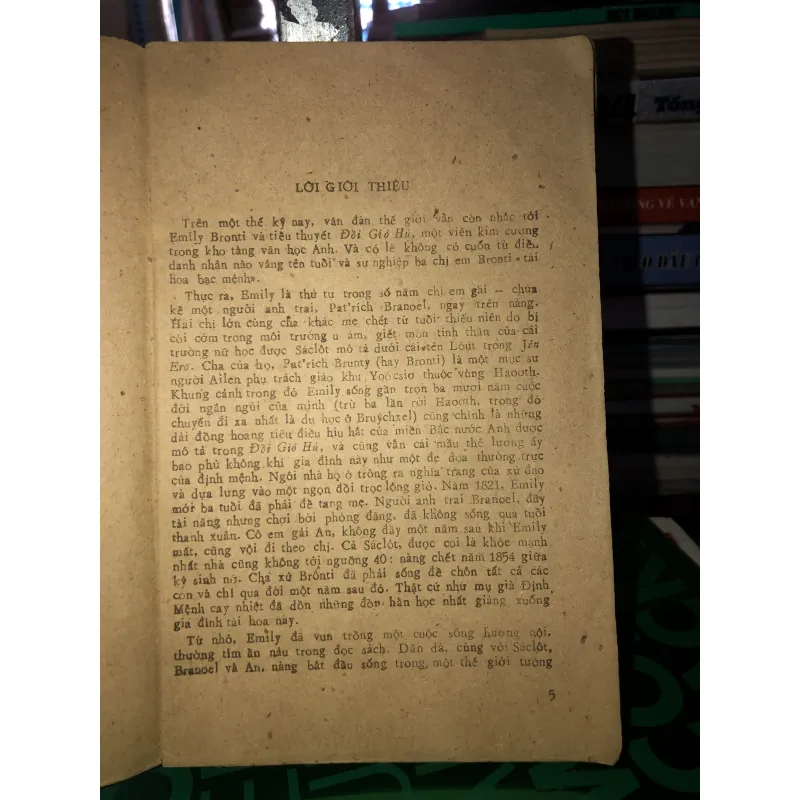 Tổng
LỜI GIỚI THIỆU
Trên một thế kỷ nay, văn đàn thế giới vẫn còn nhắc tới
Emily Bronti và tiểu thuyết Đồi Gió Hú, một viên kim cương
trong kho tàng văn học Anh. Và có lẽ không có cuốn từ điển
danh nhân nào vắng tên tuổi và sự nghiệp ba chị em Bronti « tài
hoa bạc mệnh».
Thực ra, Emily là thứ tư trong số năm chị em gái — chưa
kể một người anh trai, Pat'rich Branoel, ngay trên nàng.
Hai chị lớn cùng cha khác mẹ chết từ tuổi thiếu niên do bị
còi cọm trong môi trường u ám, giết mòn tinh thần của cái
trường nữ học được Sáclôt mô tả dưới cái tên Lôut trong Jên
Erơ. Cha của họ, Pat'rich Brunty (hay Bronti) là một mục sư
người Ailen phụ trách giáo khu Yoócsiơ thuộc vùng Haoơth.
Khung cảnh trong đó Emily sống gần trọn ba mươi năm cuộc
đời ngắn ngủi của mình (trừ ba lần rời Haoơth, trong đó
chuyến đi xa nhất là du học ở Bruychxel) cũng chính là những
dải đồng hoang tiêu điều hiu hắt của miền Bắc nước Anh được
mô tả trong Đồi Gió Hú, và cũng vẫn cái màu thê lương ấy
bao phủ không khí gia đình này như một đe dọa thường trực
của định mệnh. Ngôi nhà họ ở trông ra nghĩa trang của xứ đạo
và dựa lưng vào một ngọn đồi trọc lộng gió. Năm 1821, Emily
mới ba tuổi đã phải để tang mẹ. Người anh trai Branoel, đầy
tài năng nhưng chơi bời phóng đãng, đã không sống qua tuổi
thanh xuân. Cô em gái An, không đầy một năm sau khi Emily
mất, cũng vội đi theo chị. Cả Sáclôt, được coi là khỏe mạnh
nhất nhà cũng không tới ngưỡng 40: nàng chết năm 1854 giữa
kỳ sinh nở. Cha xứ Bronti đã phải sống để chôn tất cả các
con và chỉ qua đời một năm sau đó. Thật cứ như mụ già Định
Mệnh cay nghiệt đã dồn những đòn hằn học nhất giáng xuống
gia đình tài hoa này.
Từ nhỏ, Emily đã vun trồng một cuộc sống hướng nội,
thường tìm ẩn náu trong đọc sách. Dần dà, cùng với Sáclôt,
Branoel và An, nàng bắt đầu sống trong một thế giới tưởng
5